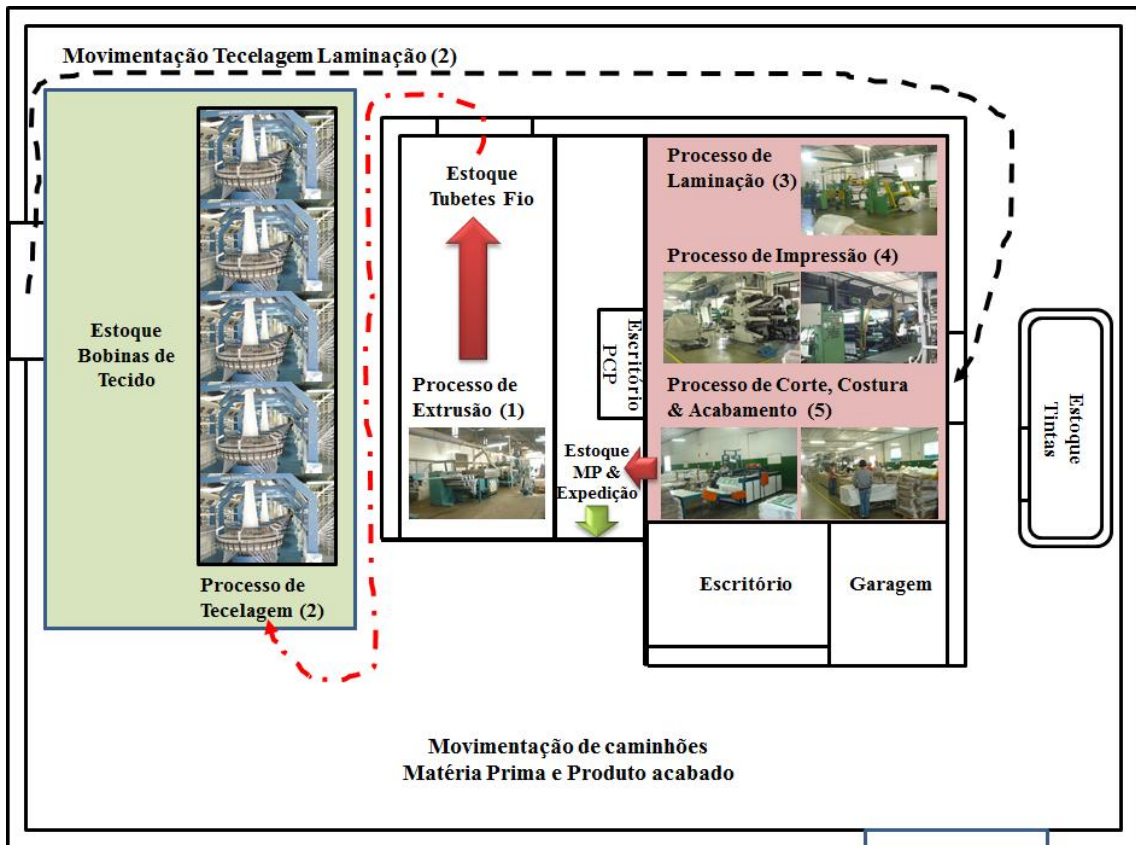 Movimentação Tecelagem Laminação (2)
Estoque
Bobinas de
Tecido
Processo de
Tecelagem (2)
Estoque
Tubetes Fio
Processo de
Extrusão (1)
Escritório
PCP
Estoque
MP &
Expedição
Processo de
Laminação (3)
Processo de Impressão (4)
Processo de Corte, Costura
& Acabamento (5)
Escritório
Garagem
Estoque
Tintas
Movimentação de caminhões
Matéria Prima e Produto acabado